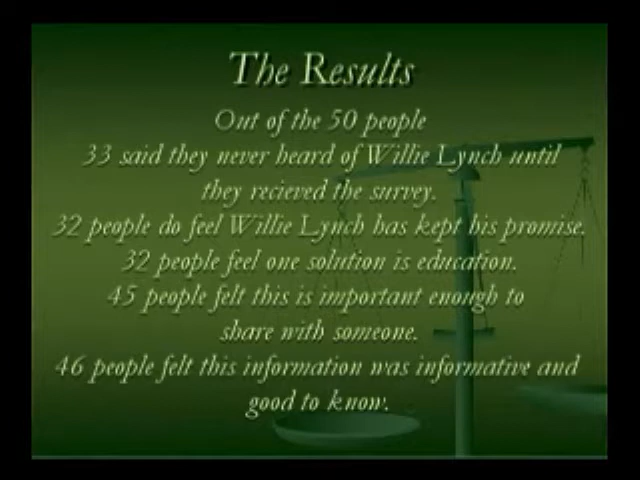 The Results
Out of the 50 people
33 said they never heard of Willie Lynch until
they recieved the survey.
32 people do feel Willie Lynch has kept his promise.
32 people feel one solution is education.
45 people felt this is important enough to
share with someone.
46 people felt this information was informative and
good to know.